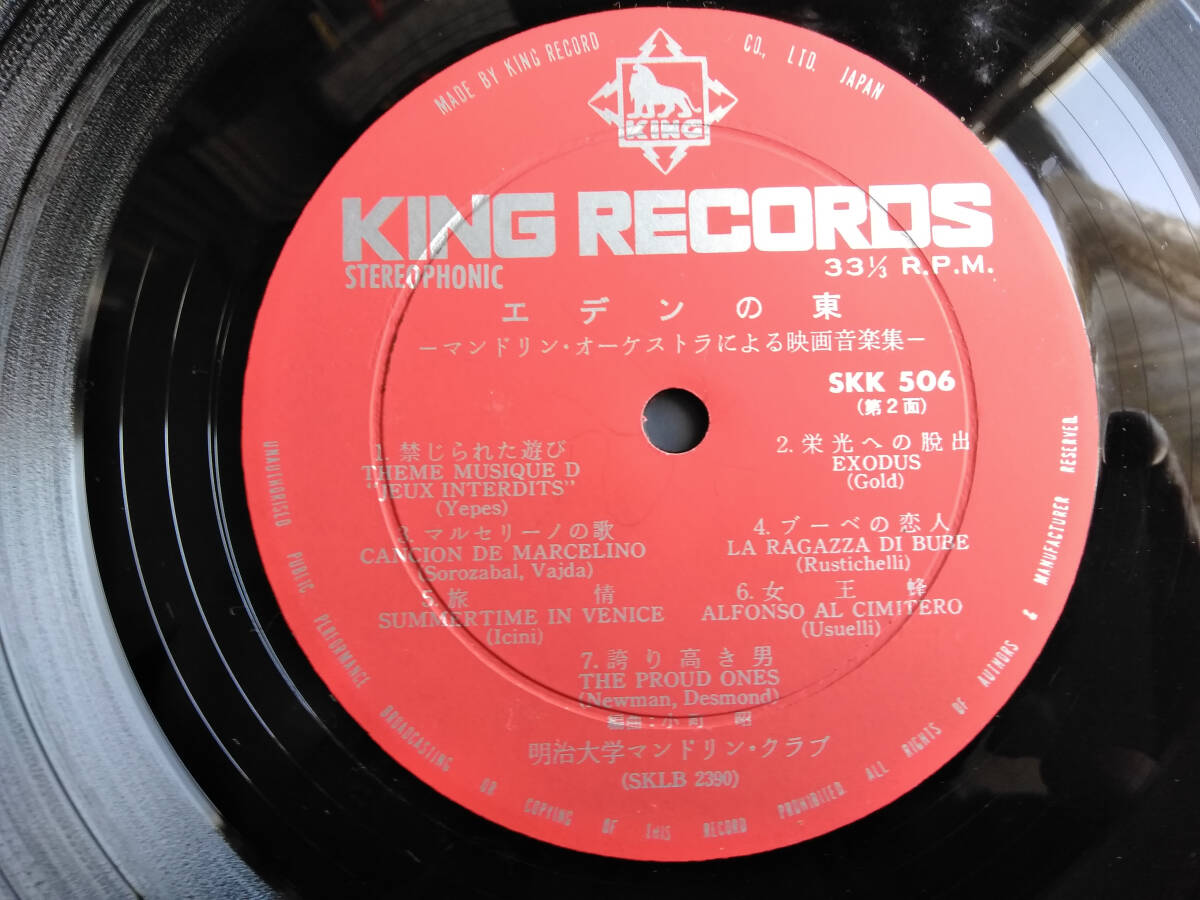 MADE BY KING RECORD CO., LTD. JAPAN
KING
KING RECORDS
STEREOPHONIC
33⅓ R.P.M.
エデンの東
−マンドリン・オーケストラによる映画音楽集−
SKK 506
(第2面)
1. 禁じられた遊び
THEME MUSIQUE D
"JEUX INTERDITS"
(Yepes)
2. 栄光への脱出
EXODUS
(Gold)
3. マルセリーノの歌
CANCION DE MARCELINO
(Sorozabal, Vajda)
4. ブーベの恋人
LA RAGAZZA DI BUBE
(Rustichelli)
5. 旅情
SUMMERTIME IN VENICE
(Icini)
6. 女王蜂
ALFONSO AL CIMITERO
(Usuelli)
7. 誇り高き男
THE PROUD ONES
(Newman, Desmond)
編曲：小町 昭
明治大学マンドリン・クラブ
(SKLB 2390)
UNAUTHORISED PUBLIC PERFORMANCE BROADCASTING OR COPYING OF THIS RECORD PROHIBITED. ALL RIGHTS OF AUTHORS & MANUFACTURER RESERVED.